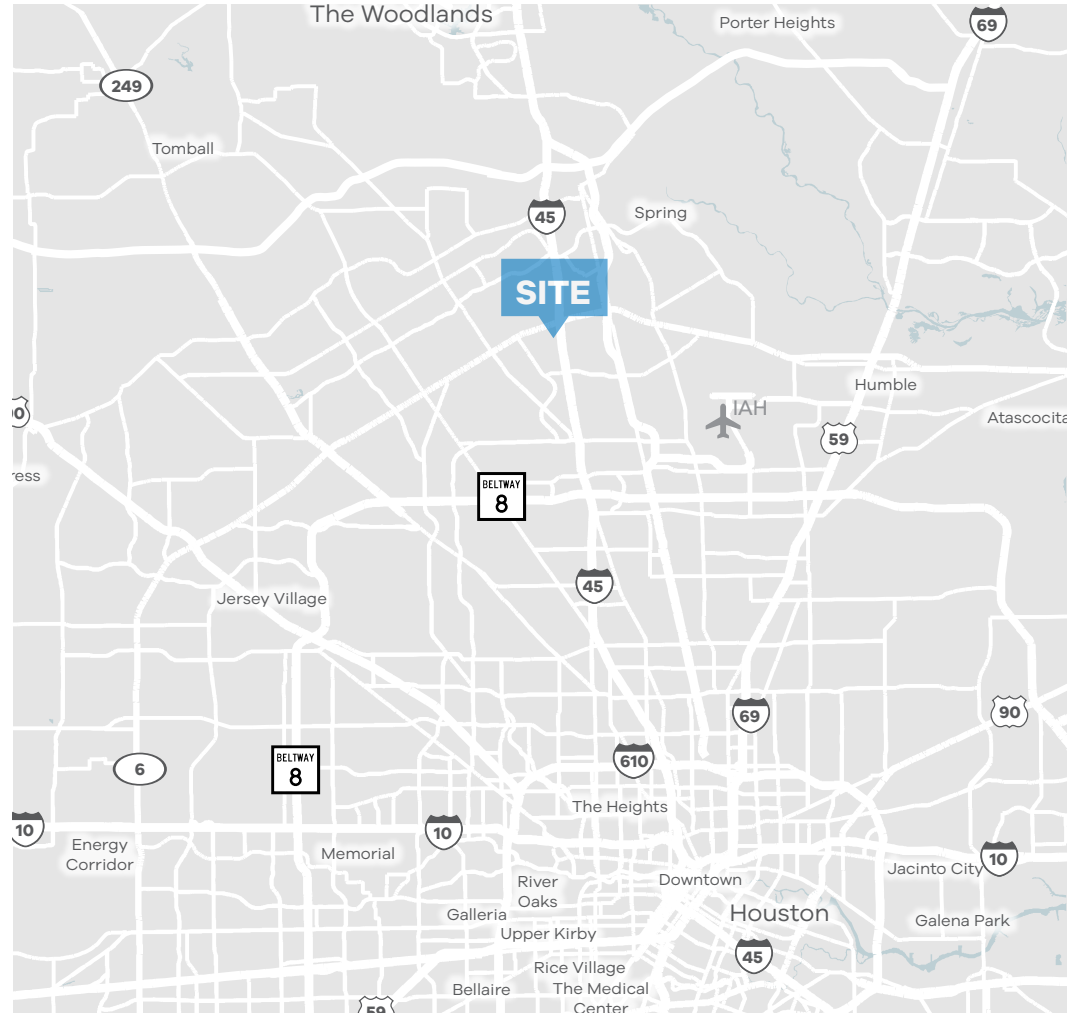 The Woodlands
Porter Heights
69
249
Tomball
45
Spring
SITE
Humble
IAH
Atascocita
59
BELTWAY
8
45
Jersey Village
69
90
BELTWAY
8
6
610
The Heights
10
10
Energy
Corridor
Memorial
10
Jacinto City
River
Oaks
Downtown
Galleria
Houston
Galena Park
Upper Kirby
45
Rice Village
Bellaire
The Medical
Center
59